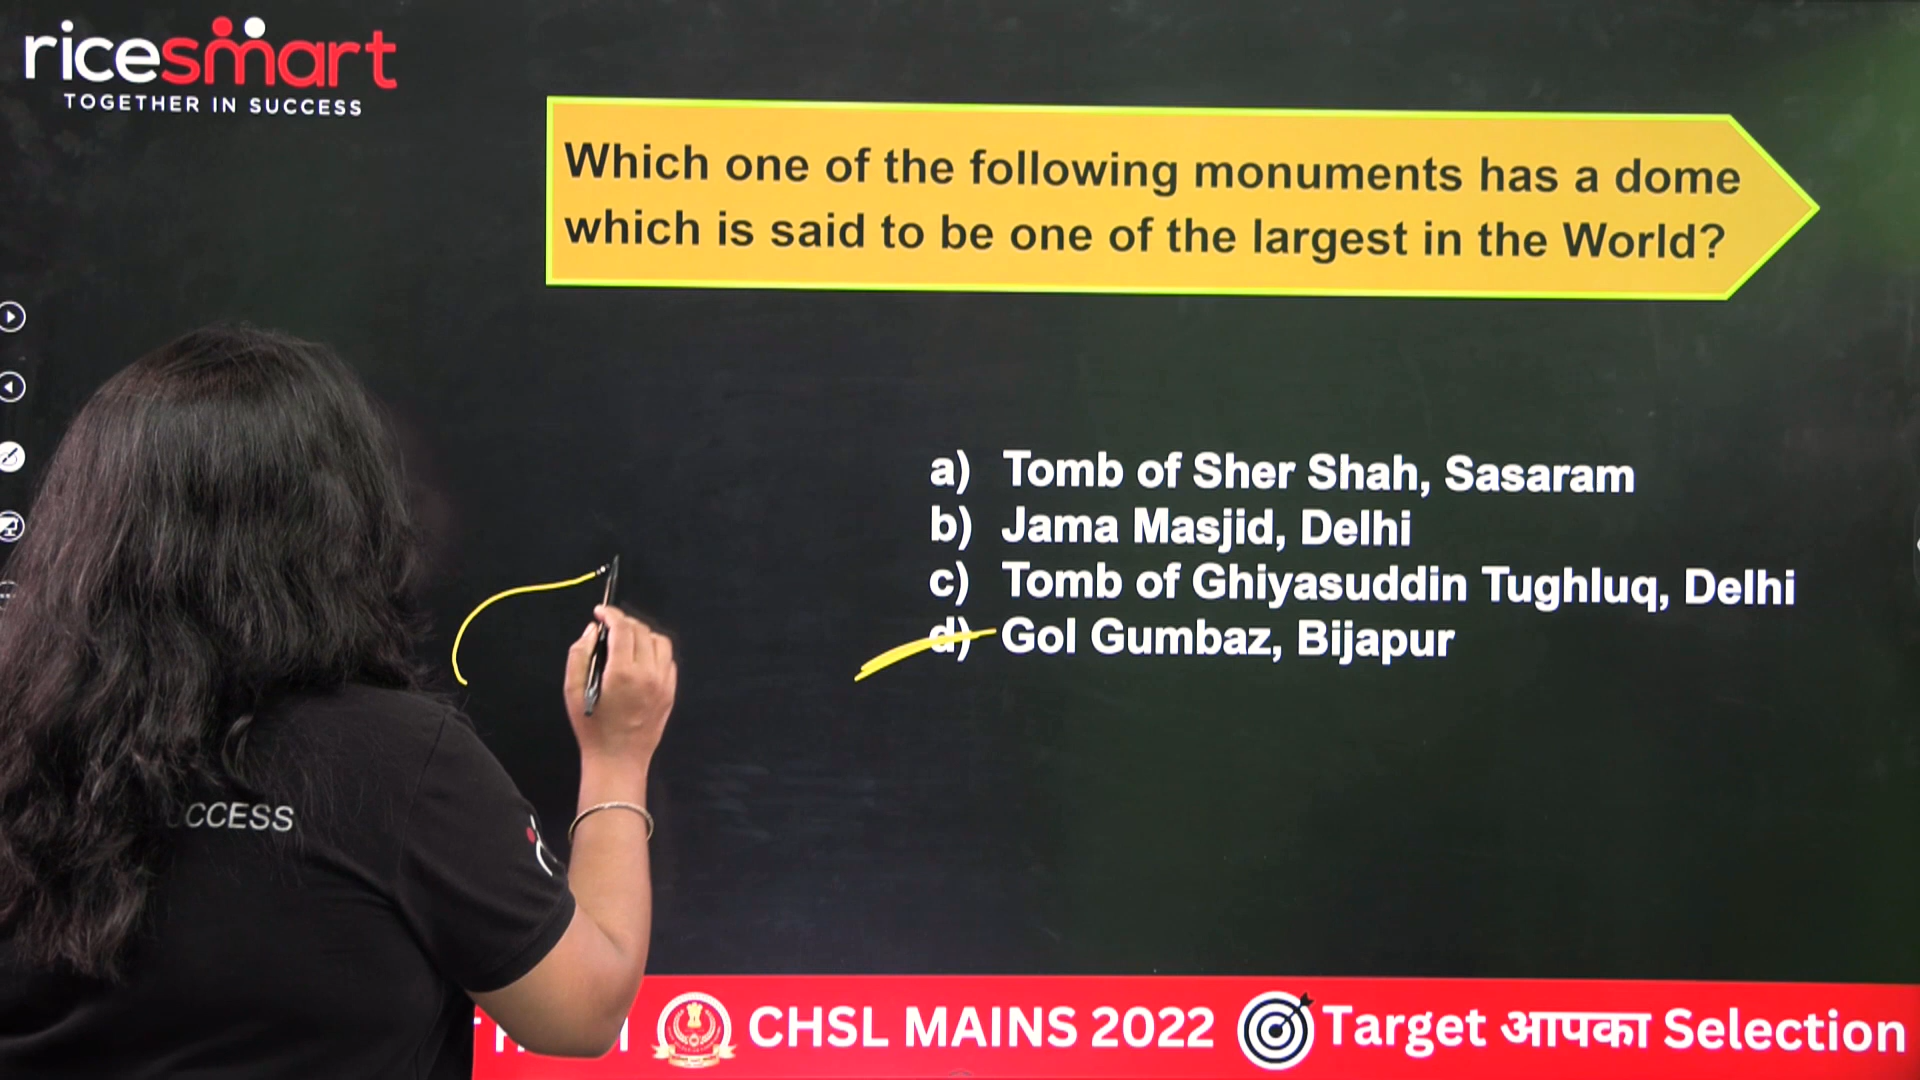 ricesmart
TOGETHER IN SUCCESS
Which one of the following monuments has a dome
which is said to be one of the largest in the World?
a) Tomb of Sher Shah, Sasaram
b) Jama Masjid, Delhi
c) Tomb of Ghiyasuddin Tughluq, Delhi
d) Gol Gumbaz, Bijapur
CCESS
CHSL MAINS 2022 Target आपका Selection